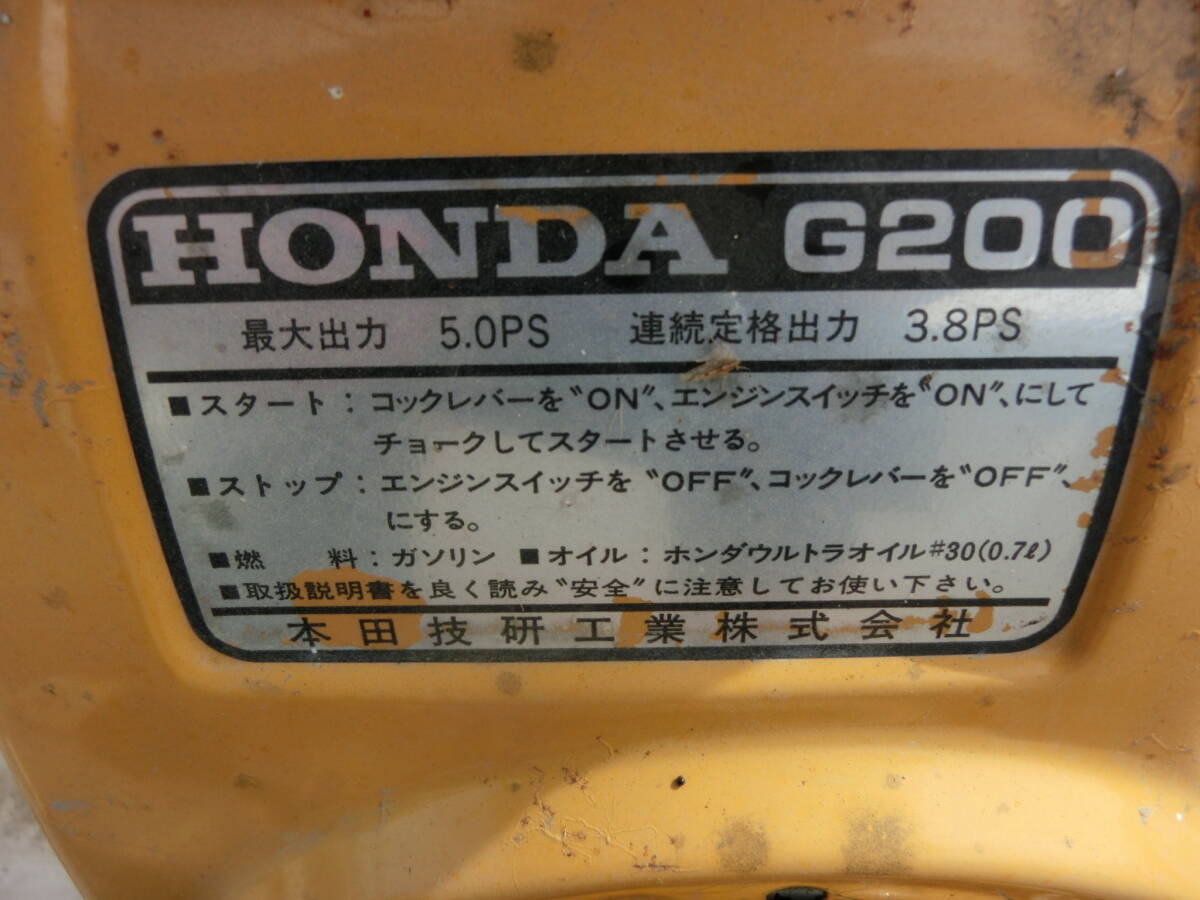 HONDA G200
最大出力 5.0PS 連続定格出力 3.8PS
■スタート：コックレバーを〝ON〞、エンジンスイッチを〝ON〞、にして
チョークしてスタートさせる。
■ストップ：エンジンスイッチを〝OFF〞、コックレバーを〝OFF〞、
にする。
■燃 料：ガソリン ■オイル：ホンダウルトラオイル#30(0.7ℓ)
■取扱説明書を良く読み〝安全〞に注意してお使い下さい。
本田技研工業株式会社